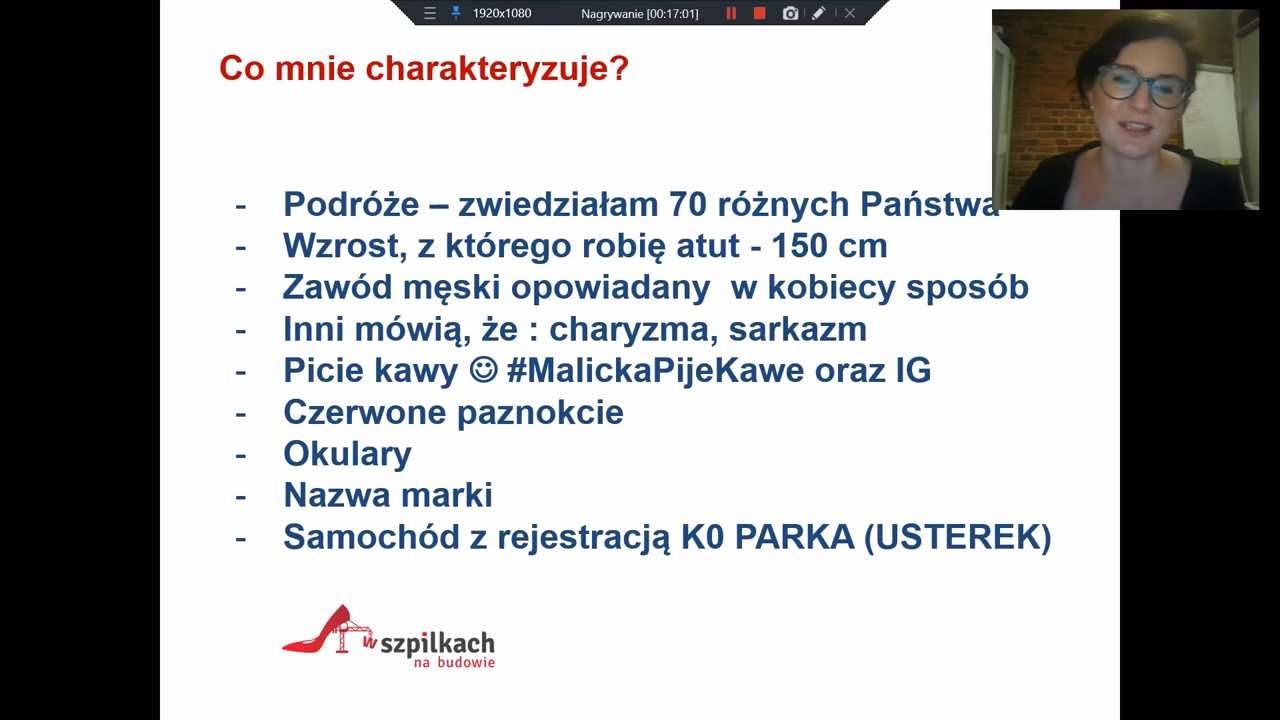 1920x1080
Nagrywanie [00:17:01]
Co mnie charakteryzuje?
- Podróże – zwiedziałam 70 różnych Państwa
- Wzrost, z którego robię atut - 150 cm
- Zawód męski opowiadany w kobiecy sposób
- Inni mówią, że : charyzma, sarkazm
- Picie kawy ☺ #MalickaPijeKawe oraz IG
- Czerwone paznokcie
- Okulary
- Nazwa marki
- Samochód z rejestracją K0 PARKA (USTEREK)
w szpilkach
na budowie